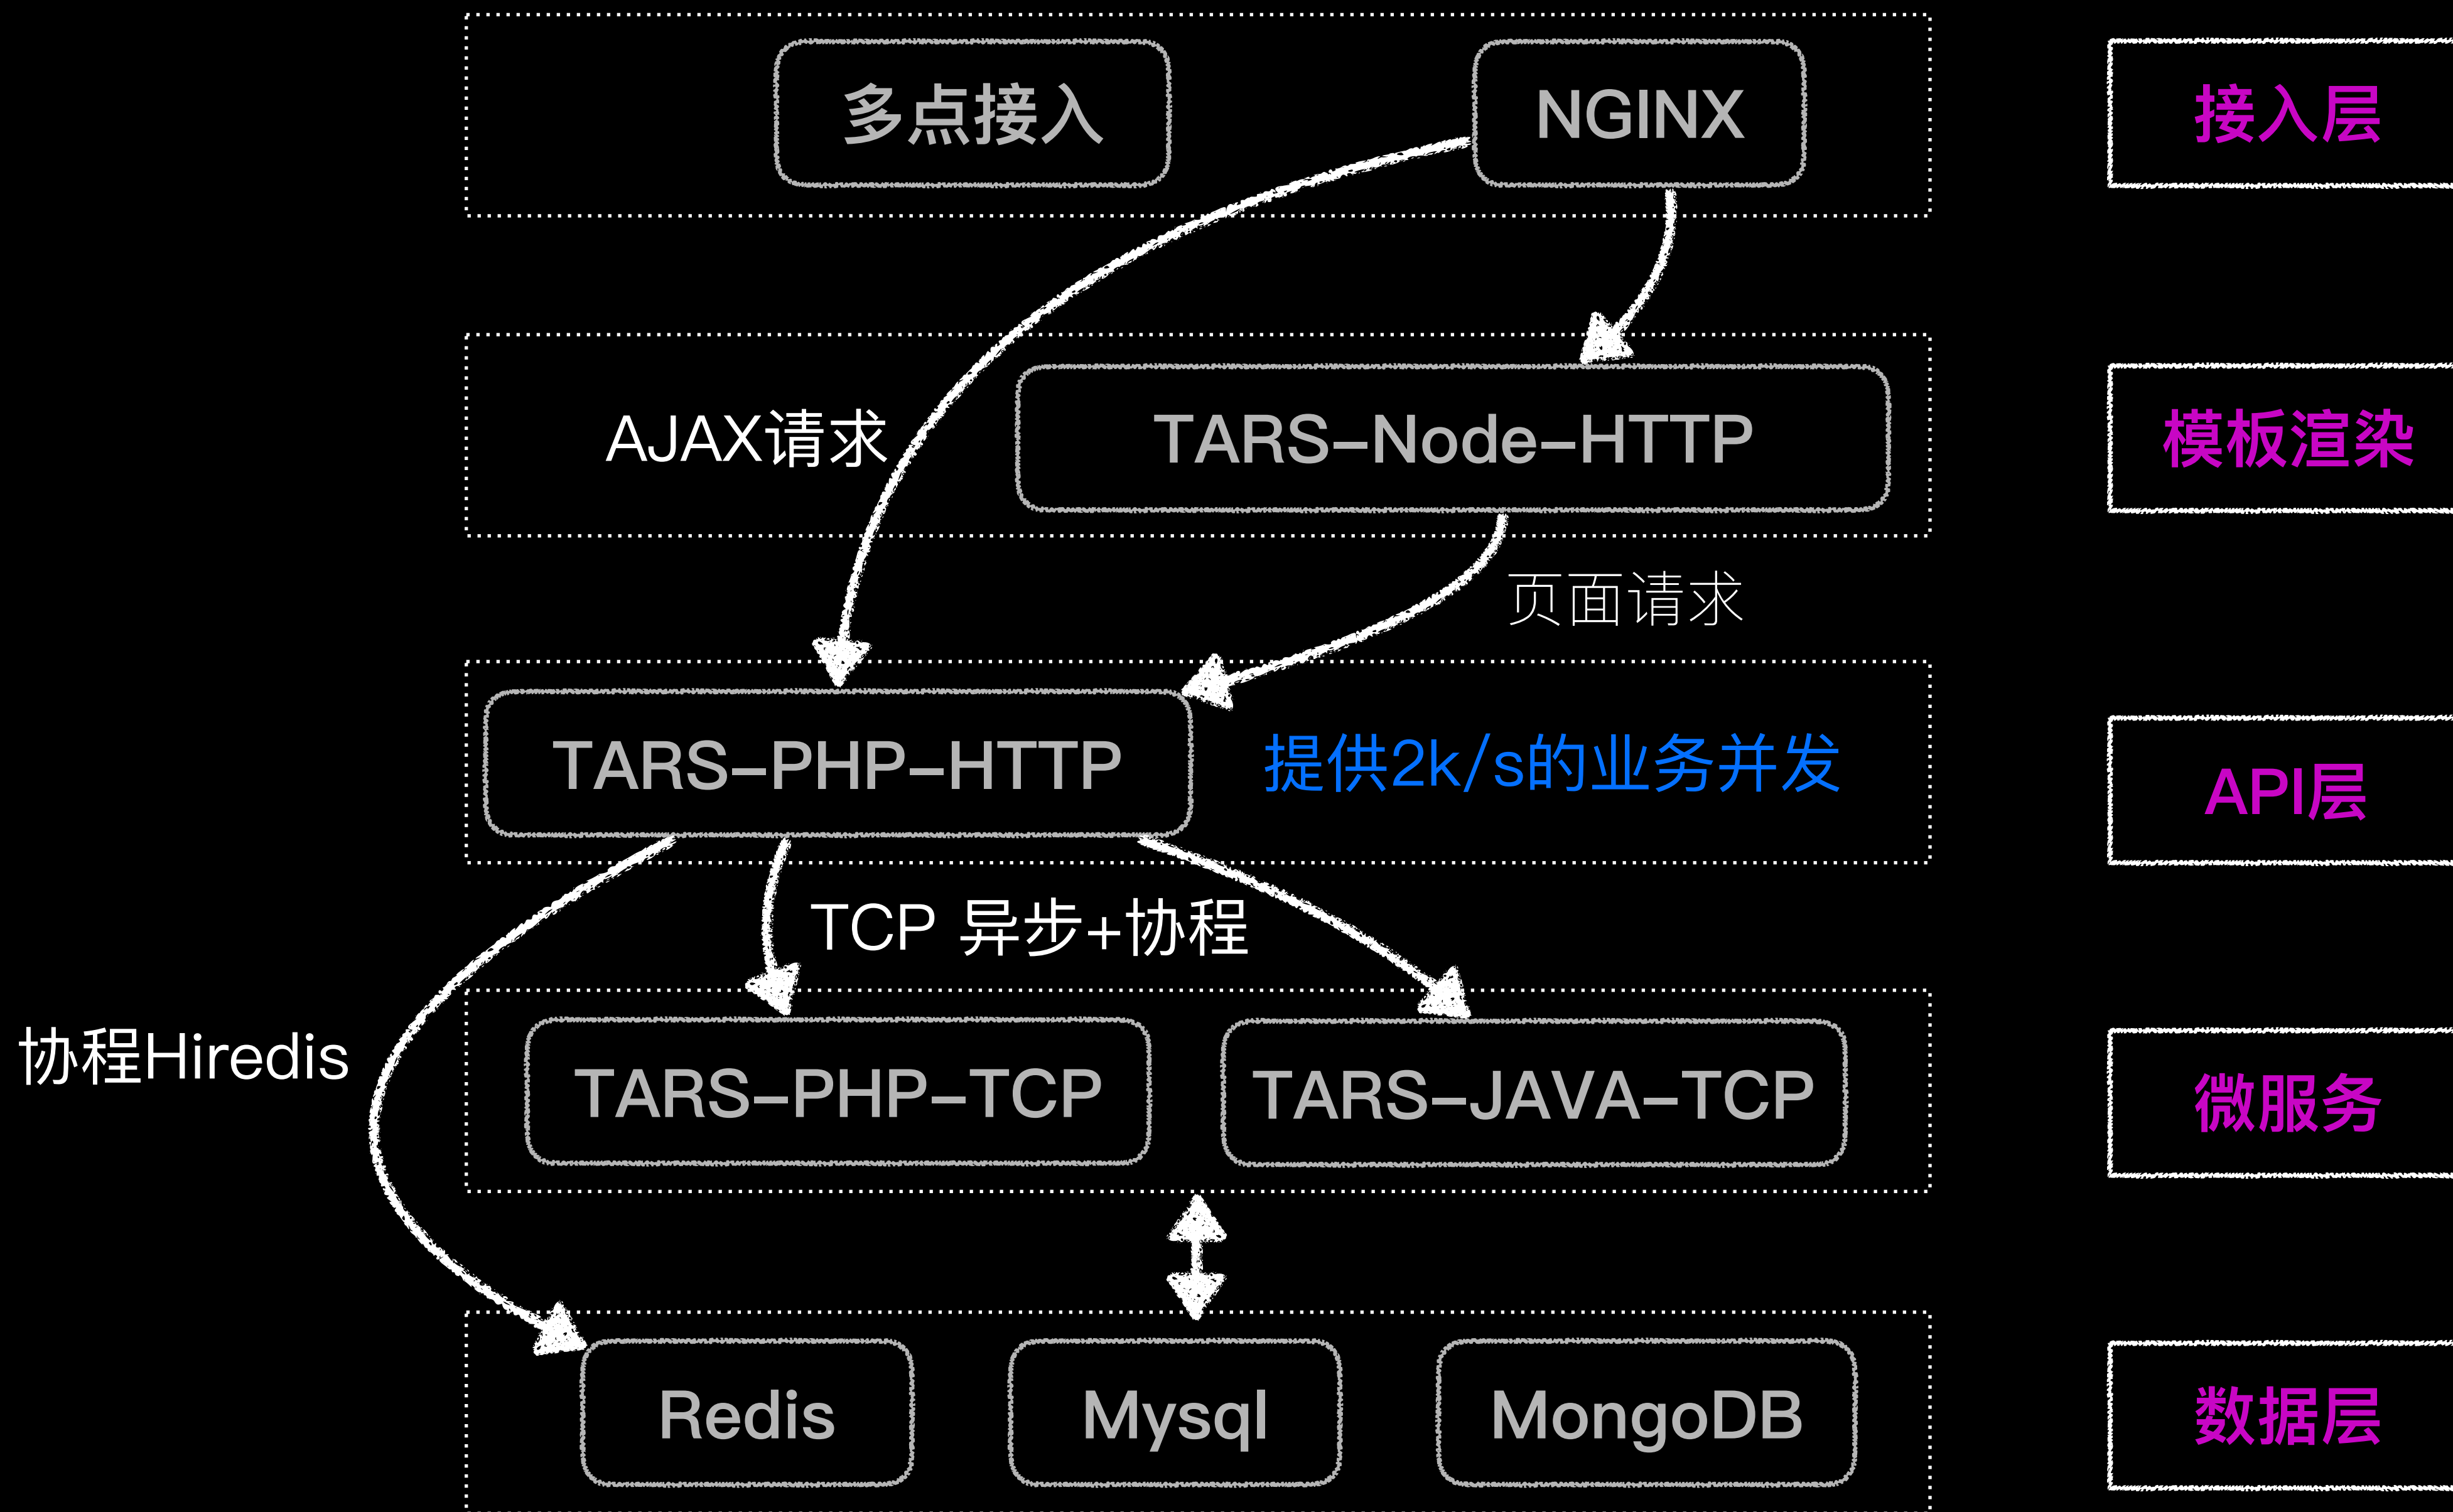 多点接入
NGINX
接入层
AJAX请求
TARS-Node-HTTP
模板渲染
页面请求
TARS-PHP-HTTP
提供2k/s的业务并发
API层
TCP 异步+协程
协程Hiredis
TARS-PHP-TCP
TARS-JAVA-TCP
微服务
Redis
Mysql
MongoDB
数据层